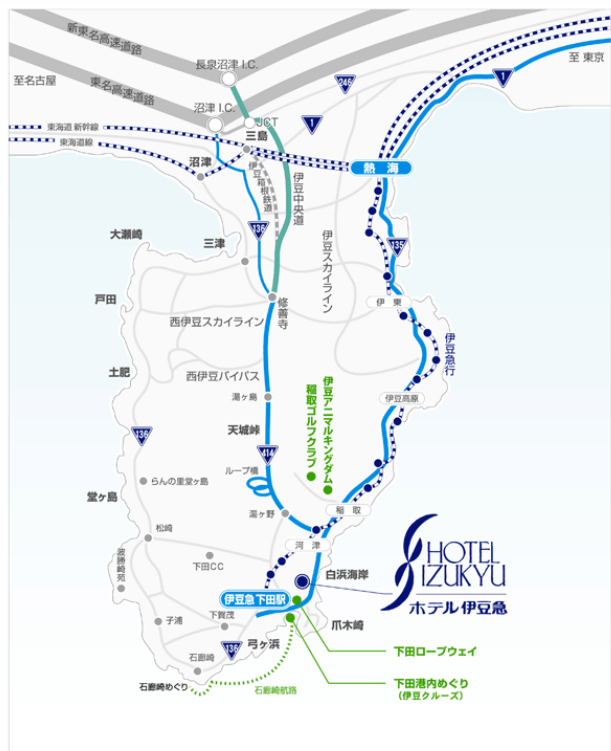 新東名高速道路
長泉沼津 I.C.
246
1
至 東京
至名古屋
東名高速道路
沼津 I.C.
JCT
1
東海道 新幹線
東海道線
三島
沼津
熱 海
伊豆箱根鉄道
伊豆中央道
136
135
大瀬崎
三津
伊豆スカイライン
戸田
修善寺
伊 東
西伊豆スカイライン
伊豆急行
土肥
西伊豆バイパス
湯ヶ島
伊豆アニマルキングダム
稲取ゴルフクラブ
伊豆高原
136
天城峠
414
ループ橋
らんの里堂ヶ島
堂ヶ島
湯ヶ野
稲 取
松崎
河 津
HOTEL
IZUKYU
ホテル伊豆急
下田CC
白浜海岸
波勝崎苑
伊豆急下田駅
子浦
下賀茂
爪木崎
弓ヶ浜
136
石廊崎
下田ロープウェイ
石廊崎めぐり
石廊崎航路
下田港内めぐり
(伊豆クルーズ)